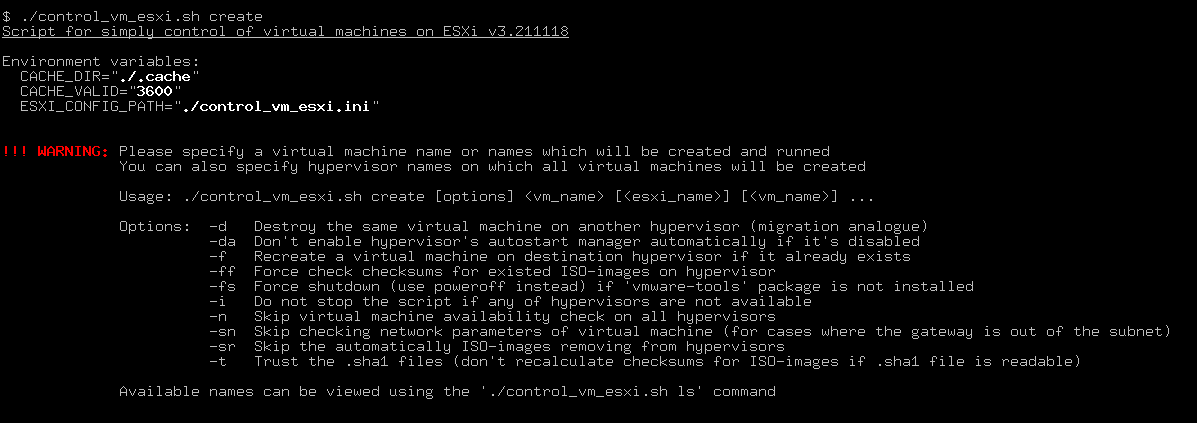 $ ./control_vm_esxi.sh create
Script for simply control of virtual machines on ESXi v3.211118
Environment variables:
CACHE_DIR="./.cache"
CACHE_VALID="3600"
ESXI_CONFIG_PATH="./control_vm_esxi.ini"
!!! WARNING: Please specify a virtual machine name or names which will be created and runned
You can also specify hypervisor names on which all virtual machines will be created
Usage: ./control_vm_esxi.sh create [options] <vm_name> [<esxi_name>] [<vm_name>] ...
Options: -d Destroy the same virtual machine on another hypervisor (migration analogue)
-da Don't enable hypervisor's autostart manager automatically if it's disabled
-f Recreate a virtual machine on destination hypervisor if it already exists
-ff Force check checksums for existed ISO-images on hypervisor
-fs Force shutdown (use poweroff instead) if 'vmware-tools' package is not installed
-i Do not stop the script if any of hypervisors are not available
-n Skip virtual machine availability check on all hypervisors
-sn Skip checking network parameters of virtual machine (for cases where the gateway is out of the subnet)
-sr Skip the automatically ISO-images removing from hypervisors
-t Trust the .sha1 files (don't recalculate checksums for ISO-images if .sha1 file is readable)
Available names can be viewed using the './control_vm_esxi.sh ls' command